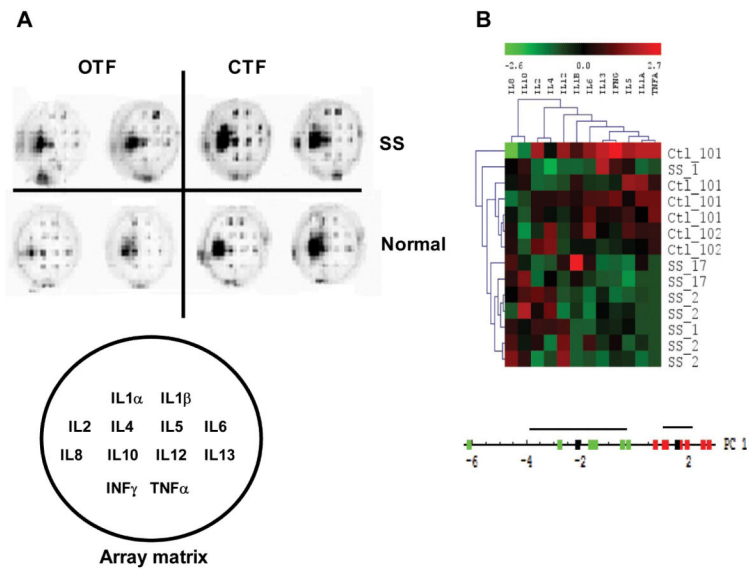 A
OTF CTF
SS
Normal
IL1α IL1β
IL2 IL4 IL5 IL6
IL8 IL10 IL12 IL13
INFγ TNFα
Array matrix
B
-2.6 0.0 2.7
IL8 IL10 IL2 IL4 IL12 IL1B IL6 IL13 IFNG IL5 IL1A TNFA
Ctl_101
SS_1
Ctl_101
Ctl_101
Ctl_101
Ctl_102
Ctl_102
SS_17
SS_17
SS_2
SS_2
SS_1
SS_2
SS_2
-6 -2 2 PC 1